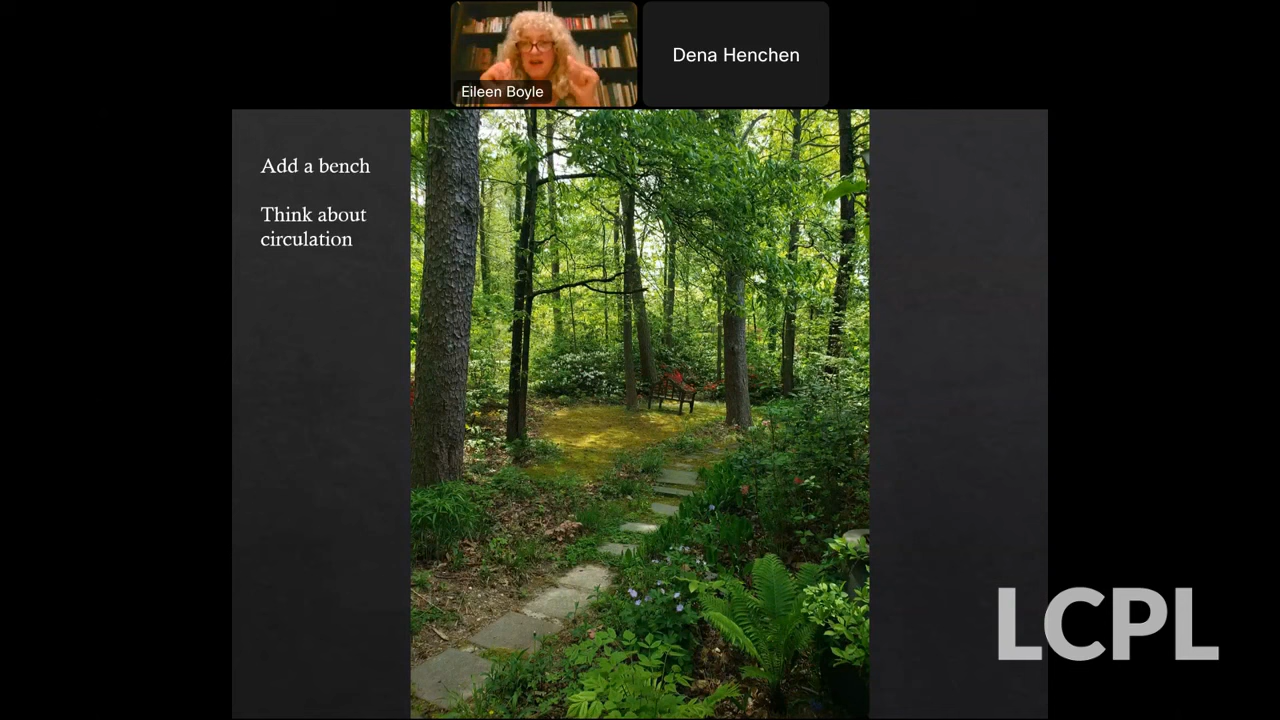 Dena Henchen
Eileen Boyle
Add a bench
Think about
circulation
LCPL